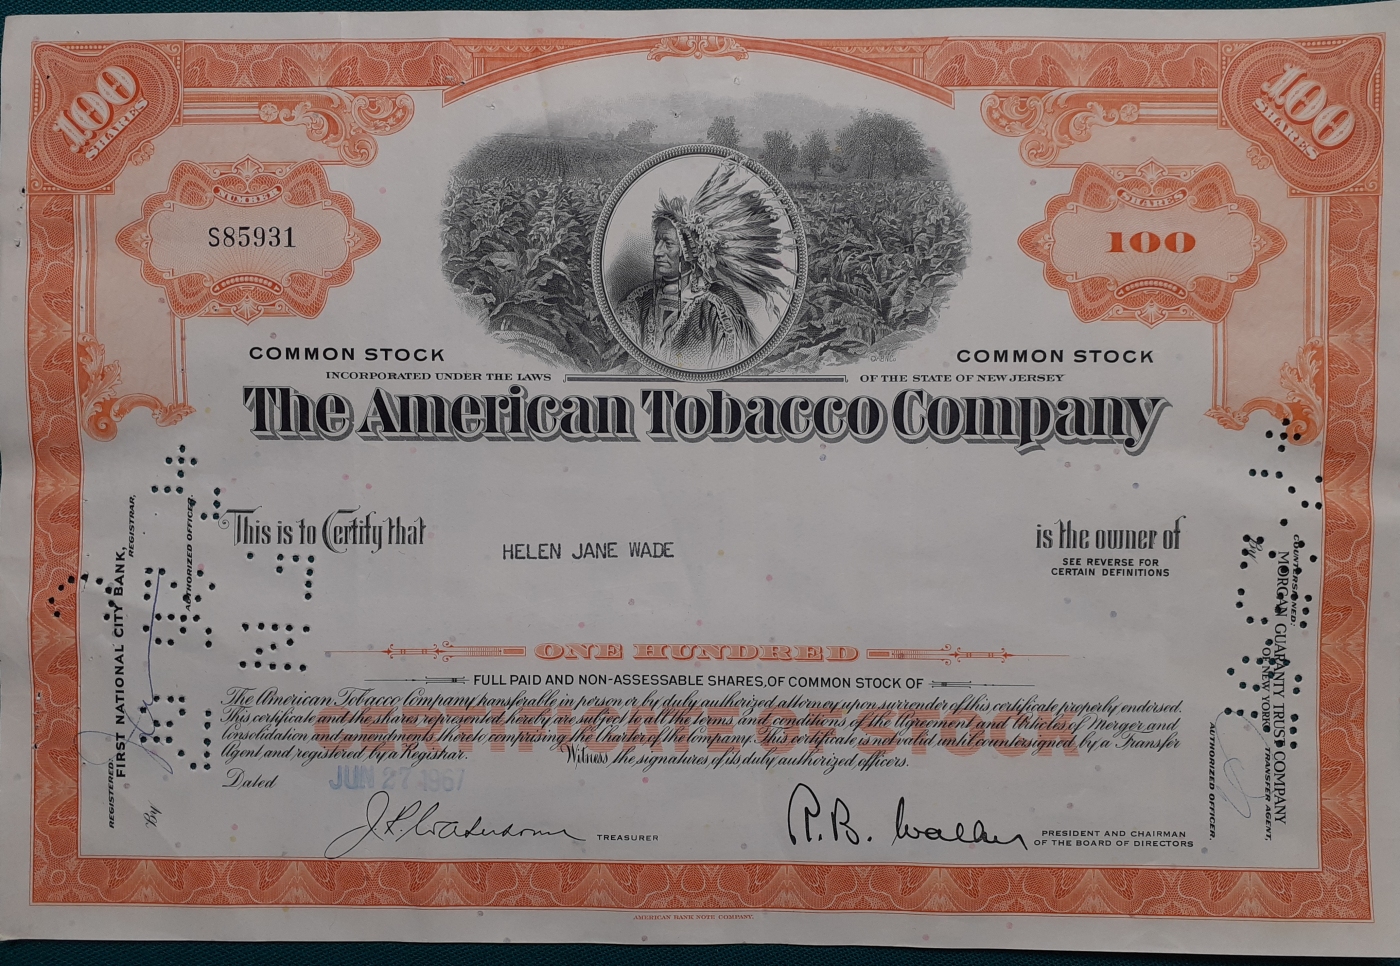 100
SHARES
100
SHARES
NUMBER
S85931
SHARES
100
COMMON STOCK
COMMON STOCK
INCORPORATED UNDER THE LAWS
OF THE STATE OF NEW JERSEY
The American Tobacco Company
This is to Certify that
HELEN JANE WADE
is the owner of
SEE REVERSE FOR
CERTAIN DEFINITIONS
ONE HUNDRED
FULL PAID AND NON-ASSESSABLE SHARES, OF COMMON STOCK OF
The American Tobacco Company transferable in person or by duly authorized attorney upon surrender of this certificate properly endorsed.
This certificate and the shares represented hereby are subject to all the terms and conditions of the Agreement and Articles of Merger and
Consolidation and amendments thereto comprising the Charter of the Company. This certificate is not valid until countersigned by a Transfer
Agent, and registered by a Registrar. Witness the signatures of its duly authorized officers.
Dated JUN 27 1967
TREASURER
R.B. Walker
PRESIDENT AND CHAIRMAN
OF THE BOARD OF DIRECTORS
REGISTERED:
FIRST NATIONAL CITY BANK,
REGISTRAR,
By
AUTHORIZED OFFICER.
COUNTERSIGNED:
MORGAN GUARANTY TRUST COMPANY
OF NEW YORK TRANSFER AGENT,
By
AUTHORIZED OFFICER.
AMERICAN BANK NOTE COMPANY.